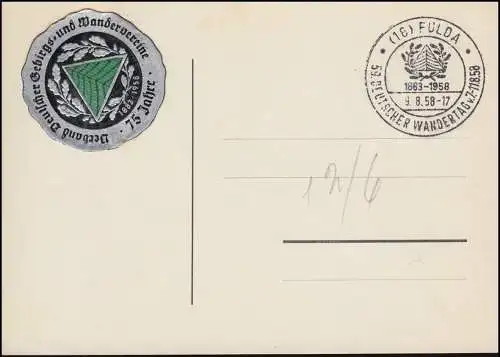 Verband Deutscher Gebirgs- und Wandervereine
· 75 Jahre ·
1883-1958
· (16) FULDA ·
1883-1958
9.8.58-17
59. DEUTSCHER WANDERTAG v. 7.-11.8.58
12/6